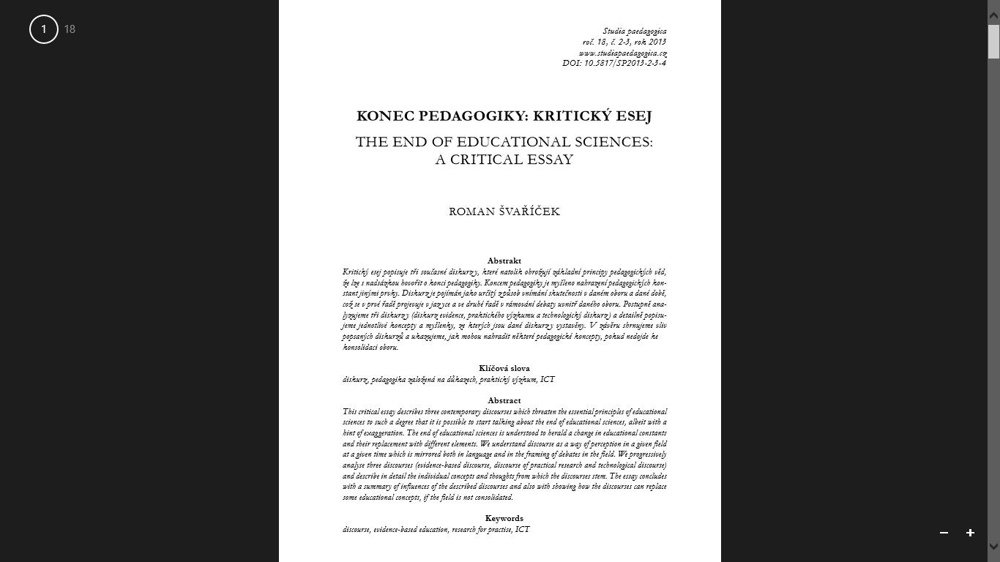 1 18
Studia paedagogica
roč. 18, č. 2-3, rok 2013
www.studiapaedagogica.cz
DOI: 10.5817/SP2013-2-3-4
KONEC PEDAGOGIKY: KRITICKÝ ESEJ
THE END OF EDUCATIONAL SCIENCES:
A CRITICAL ESSAY
ROMAN ŠVAŘÍČEK
Abstrakt
Kritický esej popisuje tři současné diskurzy, které natolik ohrožují základní principy pedagogických věd,
že lze s nadsázkou hovořit o konci pedagogiky. Koncem pedagogiky je myšleno nahrazení pedagogických kon-
stant jinými prvky. Diskurz je pojímán jako určitý způsob vnímání skutečnosti v daném oboru a dané době,
což se v prvé řadě projevuje v jazyce a ve druhé řadě v rámování debaty uvnitř daného oboru. Postupně ana-
lyzujeme tři diskurzy (diskurz evidence, praktického výzkumu a technologický diskurz) a detailně popisu-
jeme jednotlivé koncepty a myšlenky, ze kterých jsou dané diskurzy vystavěny. V závěru shrnujeme vliv
popsaných diskurzů a ukazujeme, jak mohou nahradit některé pedagogické koncepty, pokud nedojde ke
konsolidaci oboru.
Klíčová slova
diskurz, pedagogika založená na důkazech, praktický výzkum, ICT
Abstract
This critical essay describes three contemporary discourses which threaten the essential principles of educational
sciences to such a degree that it is possible to start talking about the end of educational sciences, albeit with a
hint of exaggeration. The end of educational sciences is understood to herald a change in educational constants
and their replacement with different elements. We understand discourse as a way of perception in a given field
at a given time which is mirrored both in language and in the framing of debates in the field. We progressively
analyse three discourses (evidence-based discourse, discourse of practical research and technological discourse)
and describe in detail the individual concepts and thoughts from which the discourses stem. The essay concludes
with a summary of influences of the described discourses and also with showing how the discourses can replace
some educational concepts, if the field is not consolidated.
Keywords
discourse, evidence-based education, research for practise, ICT